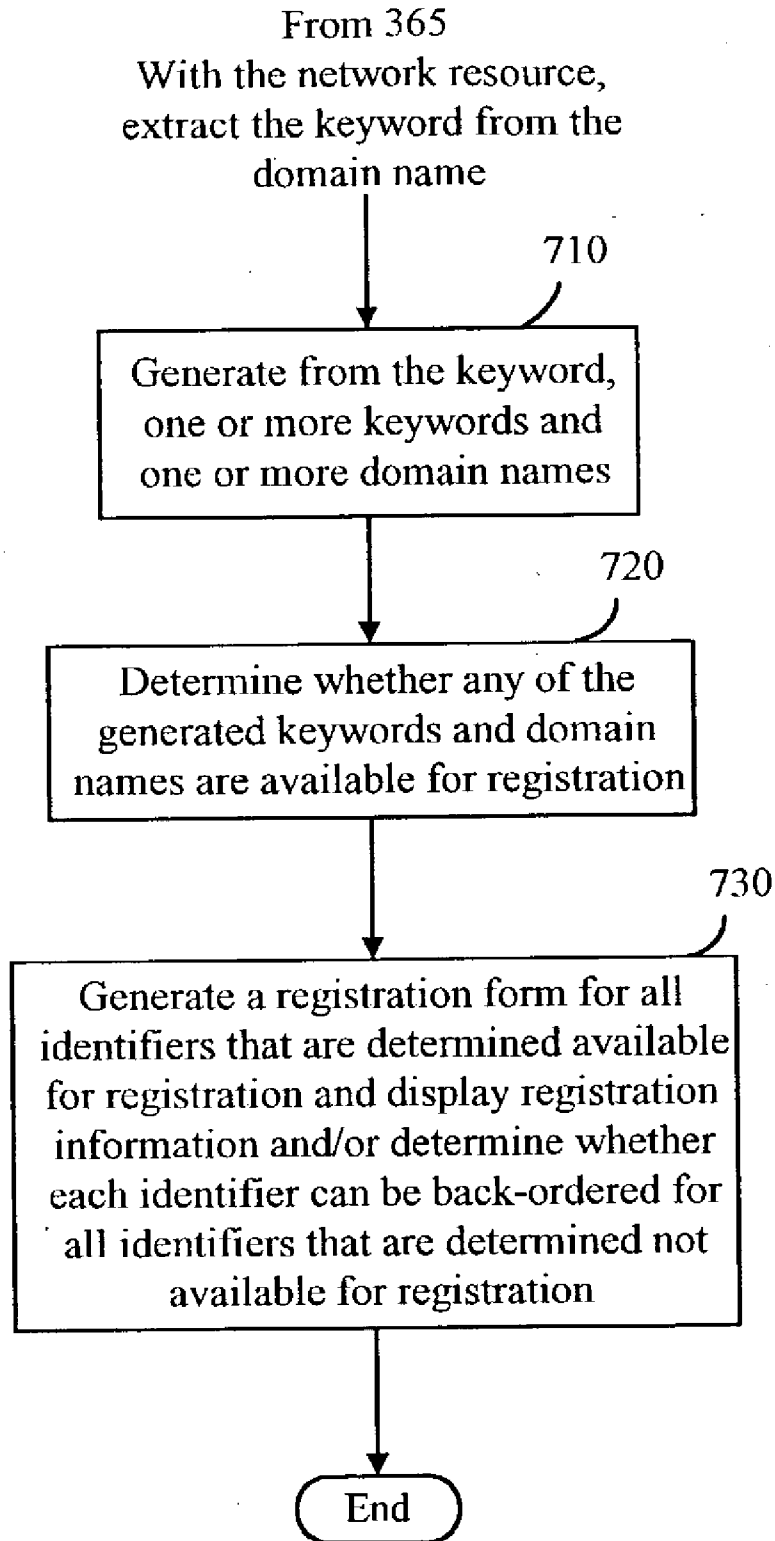 From 365
With the network resource,
extract the keyword from the
domain name
710
Generate from the keyword,
one or more keywords and
one or more domain names
720
Determine whether any of the
generated keywords and domain
names are available for registration
730
Generate a registration form for all
identifiers that are determined available
for registration and display registration
information and/or determine whether
each identifier can be back-ordered for
all identifiers that are determined not
available for registration
End